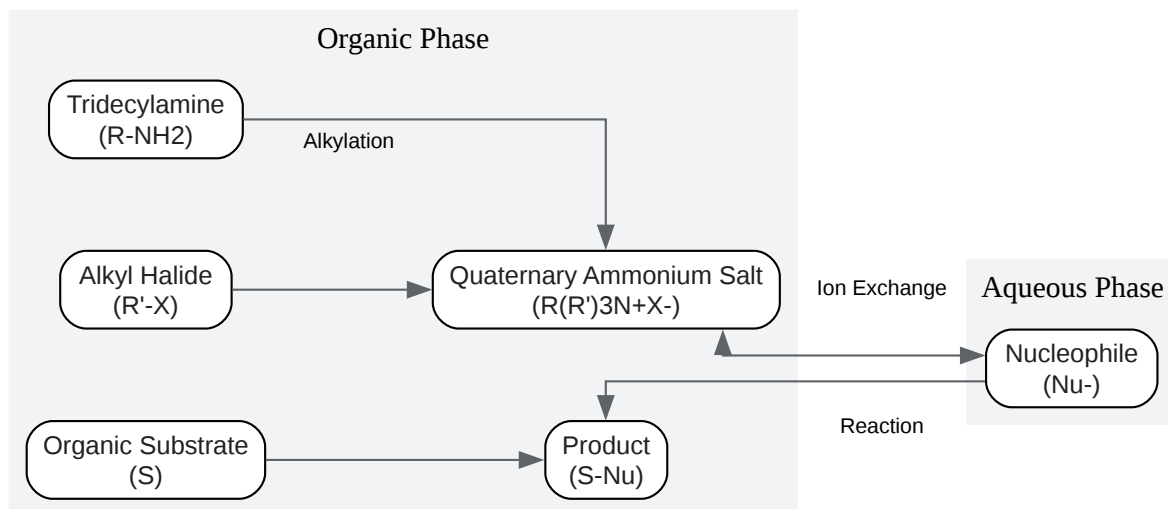 Organic Phase
Tridecylamine
(R-NH2)
Alkylation
Alkyl Halide
(R'-X)
Quaternary Ammonium Salt
(R(R')3N+X-)
Ion Exchange
Aqueous Phase
Nucleophile
(Nu-)
Reaction
Organic Substrate
(S)
Product
(S-Nu)